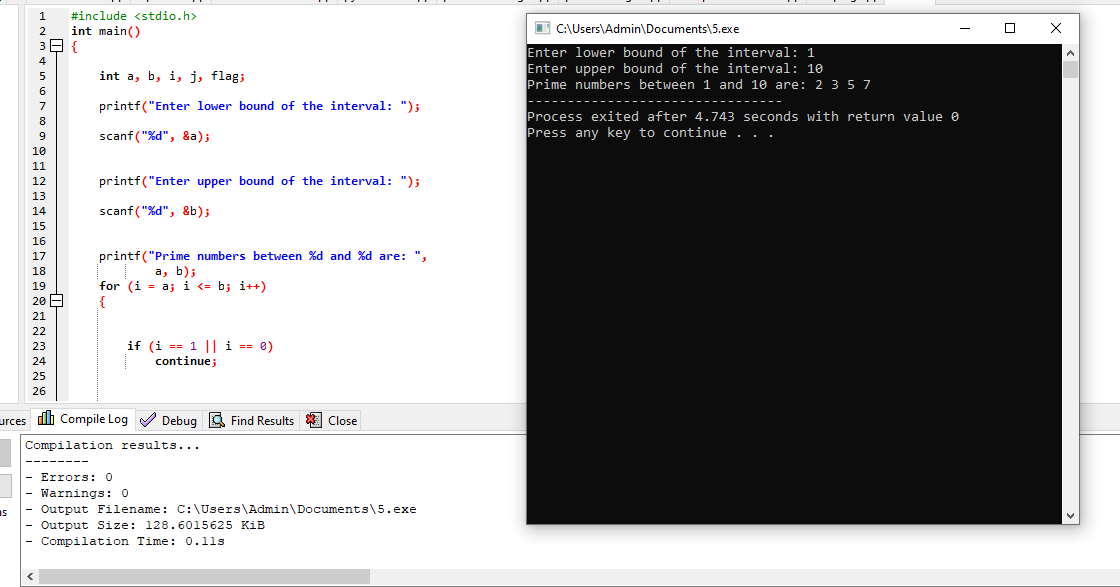 1 #include <stdio.h>
2 int main()
3 {
4
5 int a, b, i, j, flag;
6
7 printf("Enter lower bound of the interval: ");
8
9 scanf("%d", &a);
10
11
12 printf("Enter upper bound of the interval: ");
13
14 scanf("%d", &b);
15
16
17 printf("Prime numbers between %d and %d are: ",
18 a, b);
19 for (i = a; i <= b; i++)
20 {
21
22
23 if (i == 1 || i == 0)
24 continue;
25
26
C:\Users\Admin\Documents\5.exe
Enter lower bound of the interval: 1
Enter upper bound of the interval: 10
Prime numbers between 1 and 10 are: 2 3 5 7
--------------------------------
Process exited after 4.743 seconds with return value 0
Press any key to continue . . .
urces Compile Log Debug Find Results Close
Compilation results...
--------
- Errors: 0
- Warnings: 0
- Output Filename: C:\Users\Admin\Documents\5.exe
- Output Size: 128.6015625 KiB
- Compilation Time: 0.11s